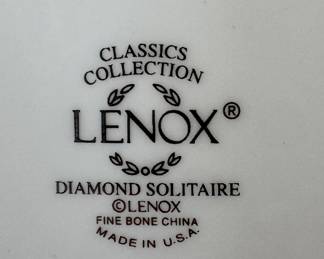 CLASSICS
COLLECTION
LENOX®
DIAMOND SOLITAIRE
©LENOX
FINE BONE CHINA
MADE IN U.S.A.